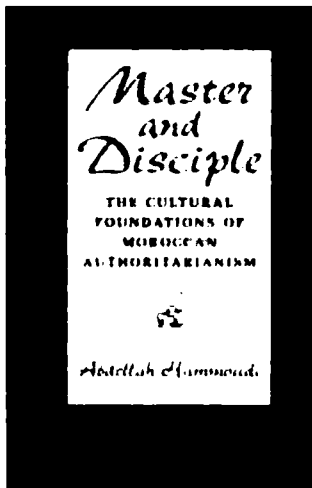 Master
and
Disciple
THE CULTURAL
FOUNDATIONS OF
MOROCCAN
AUTHORITARIANISM
Abdellah Hammoudi